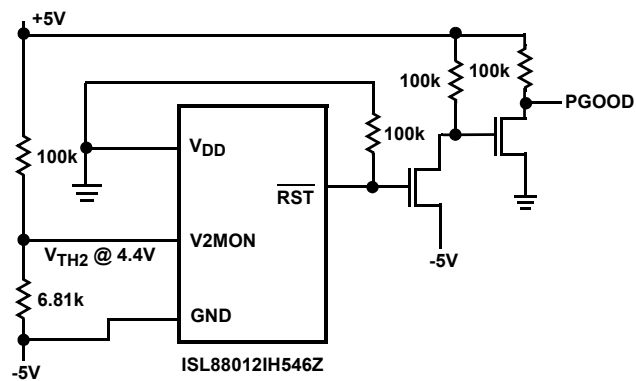 +5V
100k
100k
PGOOD
100k
VDD
100k
RST
VTH2 @ 4.4V
V2MON
-5V
6.81k
GND
-5V
ISL88012IH546Z